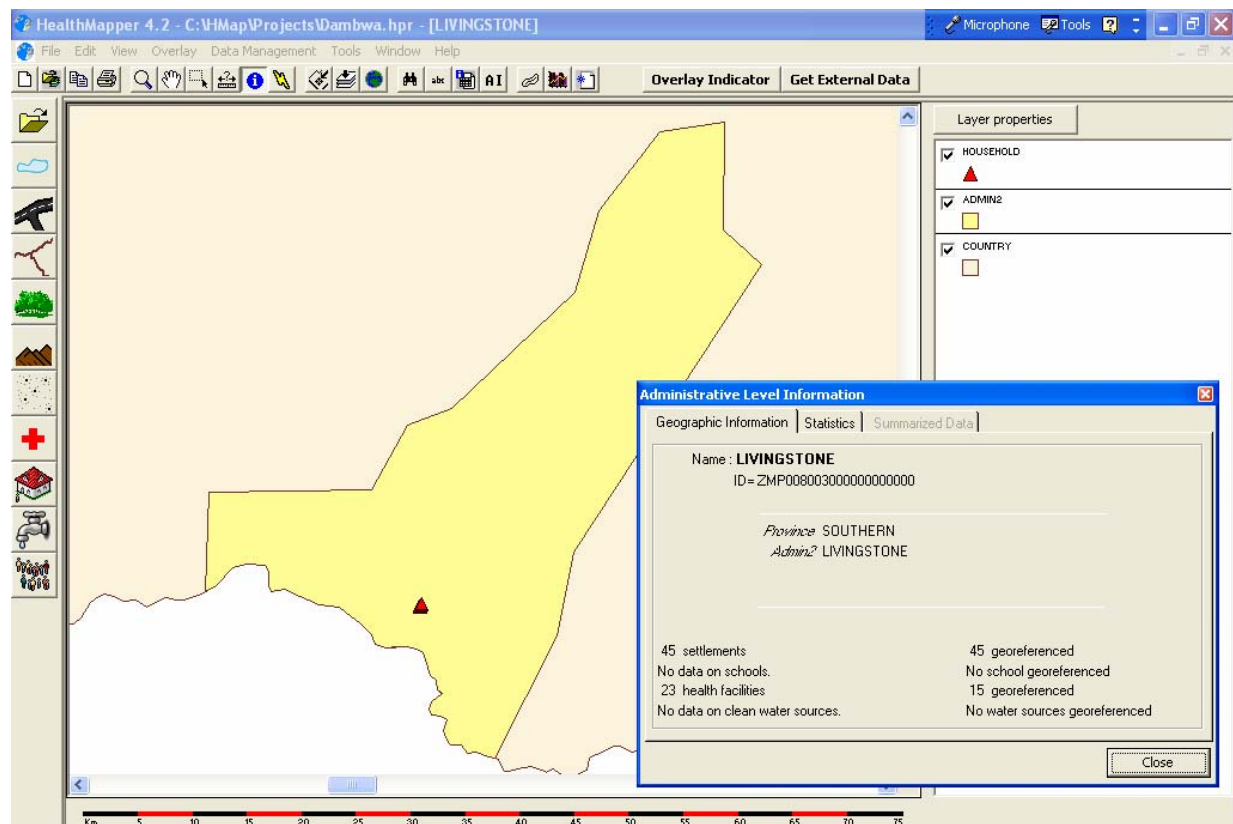 HealthMapper 4.2 - C:\HMap\Projects\Dambwa.hpr - [LIVINGSTONE]
Microphone Tools
File Edit View Overlay Data Management Tools Window Help
abc AI Overlay Indicator Get External Data
Layer properties
HOUSEHOLD
ADMIN2
COUNTRY
Administrative Level Information
Geographic Information Statistics Summarized Data
Name : LIVINGSTONE
ID= ZMP008003000000000000
Province SOUTHERN
Admin2 LIVINGSTONE
45 settlements 45 georeferenced
No data on schools. No school georeferenced
23 health facilities 15 georeferenced
No data on clean water sources. No water sources georeferenced
Close
Km 5 10 15 20 25 30 35 40 45 50 55 60 65 70 75